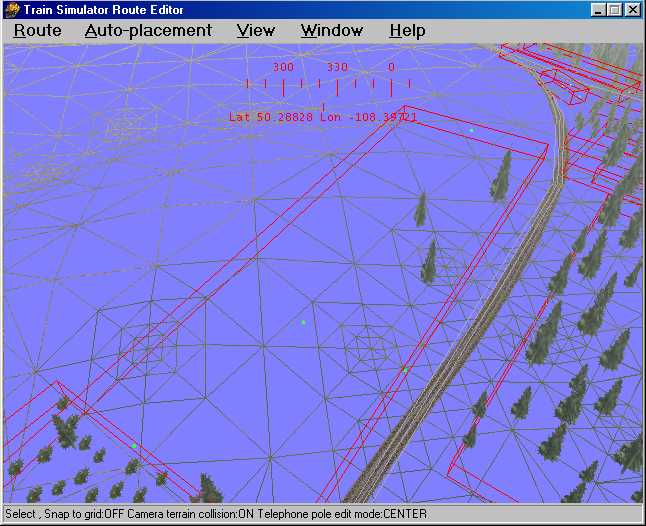 Train Simulator Route Editor
Route Auto-placement View Window Help
300 330 0
Lat 50.28828 Lon -108.39721
Select , Snap to grid:OFF Camera terrain collision:ON Telephone pole edit mode:CENTER